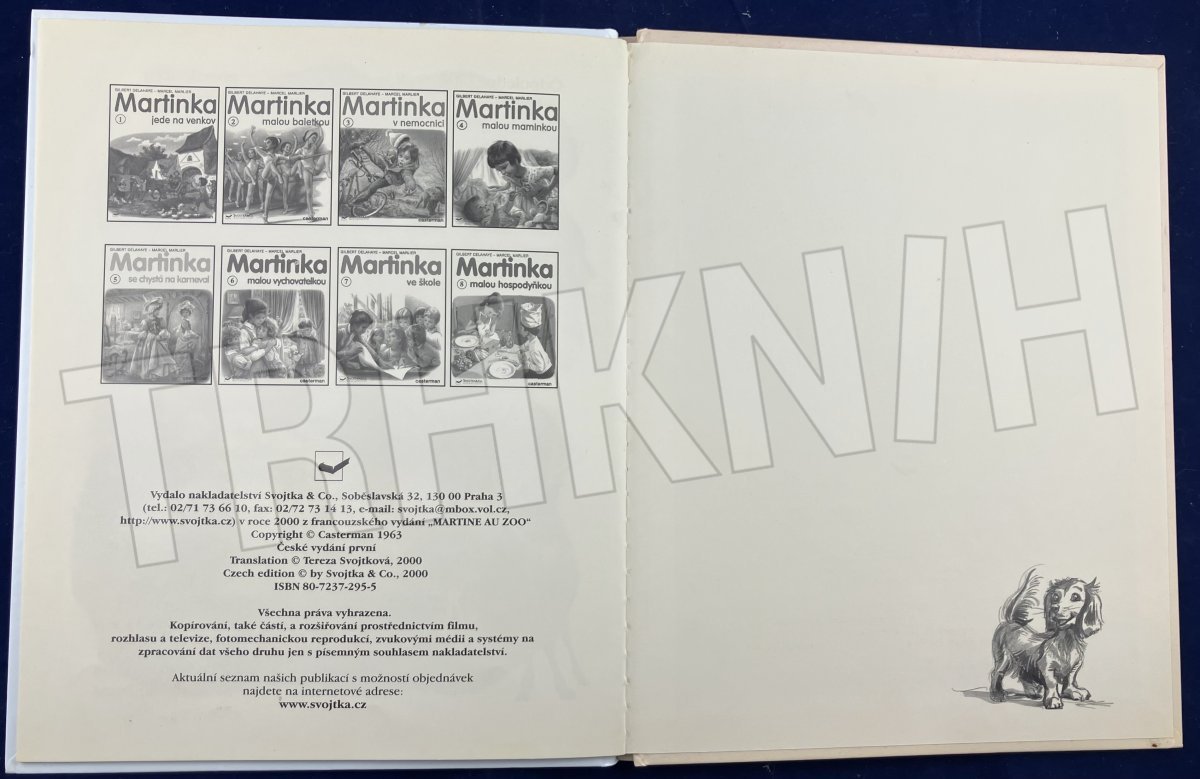 GILBERT DELAHAYE - MARCEL MARLIER
Martinka
1 jede na venkov
GILBERT DELAHAYE - MARCEL MARLIER
Martinka
2 malou baletkou
casterman
GILBERT DELAHAYE - MARCEL MARLIER
Martinka
3 v nemocnici
casterman
GILBERT DELAHAYE - MARCEL MARLIER
Martinka
4 malou maminkou
GILBERT DELAHAYE - MARCEL MARLIER
Martinka
5 se chystá na karneval
casterman
GILBERT DELAHAYE - MARCEL MARLIER
Martinka
6 malou vychovatelkou
casterman
GILBERT DELAHAYE - MARCEL MARLIER
Martinka
7 ve škole
casterman
GILBERT DELAHAYE - MARCEL MARLIER
Martinka
8 malou hospodyňkou
casterman
TRHKNIH
Vydalo nakladatelství Svojtka & Co., Soběslavská 32, 130 00 Praha 3
(tel.: 02/71 73 66 10, fax: 02/72 73 14 13, e-mail: svojtka@mbox.vol.cz,
http://www.svojtka.cz) v roce 2000 z francouzského vydání „MARTINE AU ZOO“
Copyright © Casterman 1963
České vydání první
Translation © Tereza Svojtková, 2000
Czech edition © by Svojtka & Co., 2000
ISBN 80-7237-295-5
Všechna práva vyhrazena.
Kopírování, také částí, a rozšiřování prostřednictvím filmu,
rozhlasu a televize, fotomechanickou reprodukcí, zvukovými médii a systémy na
zpracování dat všeho druhu jen s písemným souhlasem nakladatelství.
Aktuální seznam našich publikací s možností objednávek
najdete na internetové adrese:
www.svojtka.cz